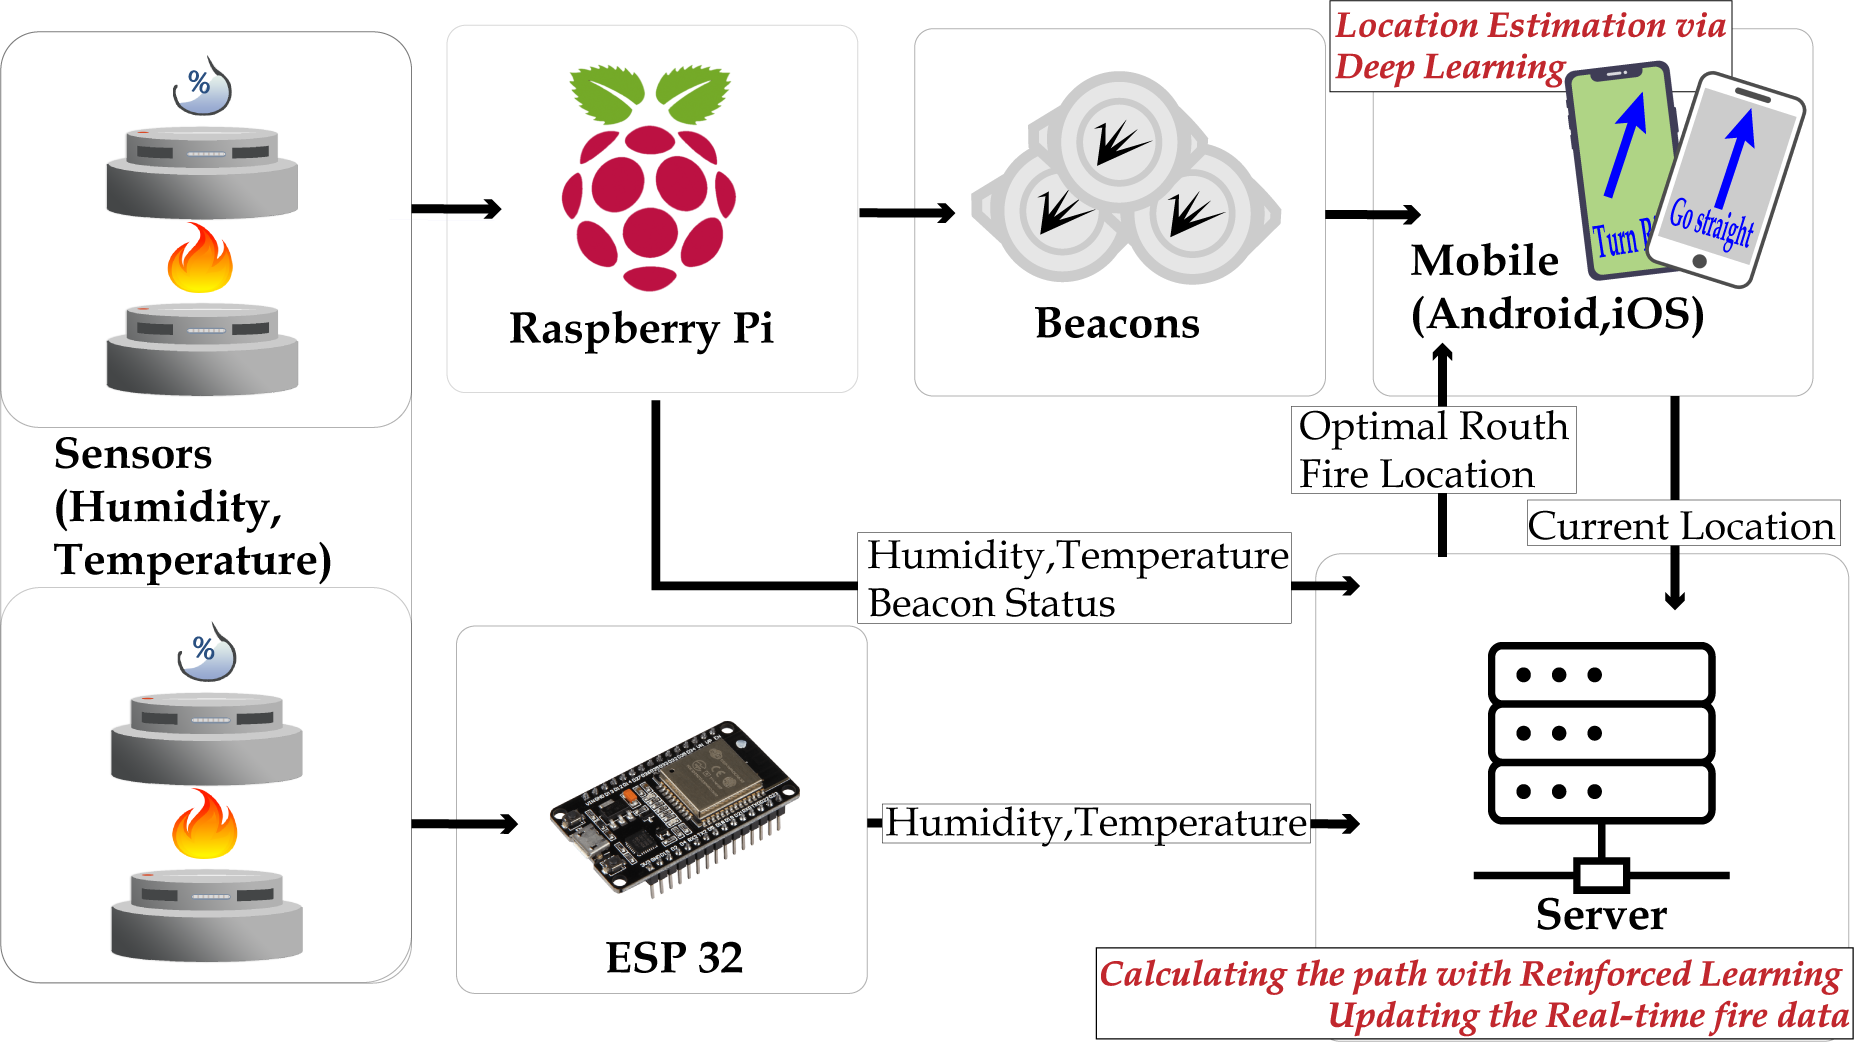 Location Estimation via
Deep Learning
%
Turn
Go straight
Mobile
(Android,iOS)
Raspberry Pi
Beacons
Optimal Routh
Fire Location
Sensors
(Humidity,
Temperature)
Current Location
Humidity,Temperature
Beacon Status
%
Humidity,Temperature
ESP 32
Server
Calculating the path with Reinforced Learning
Updating the Real-time fire data